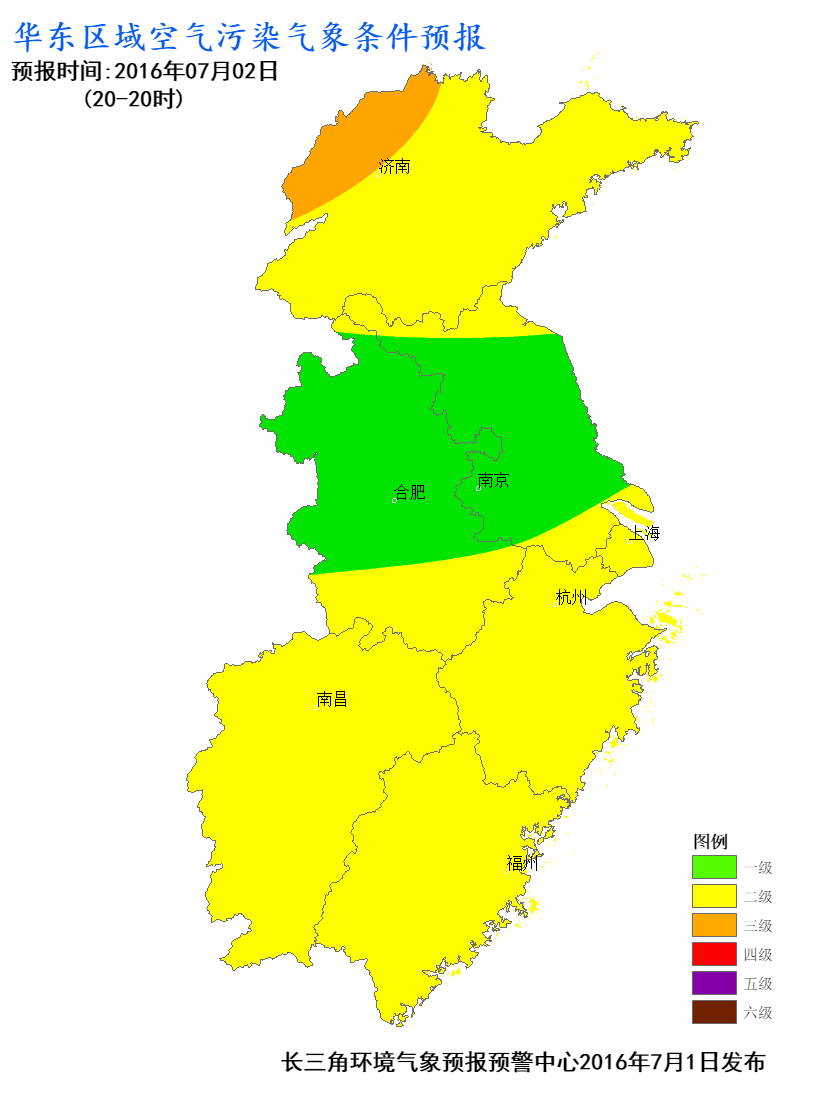 华东区域空气污染气象条件预报
预报时间:2016年07月02日
(20-20时)
济南
合肥
南京
上海
杭州
南昌
福州
图例
一级
二级
三级
四级
五级
六级
长三角环境气象预报预警中心2016年7月1日发布